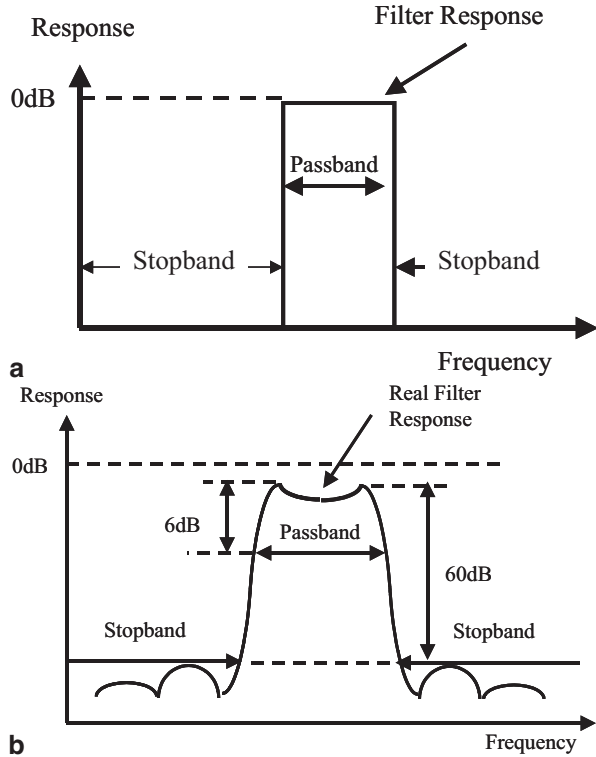 Response
Filter Response
0dB
Passband
Stopband
Stopband
a
Frequency
Response
Real Filter
Response
0dB
6dB
Passband
60dB
Stopband
Stopband
b
Frequency